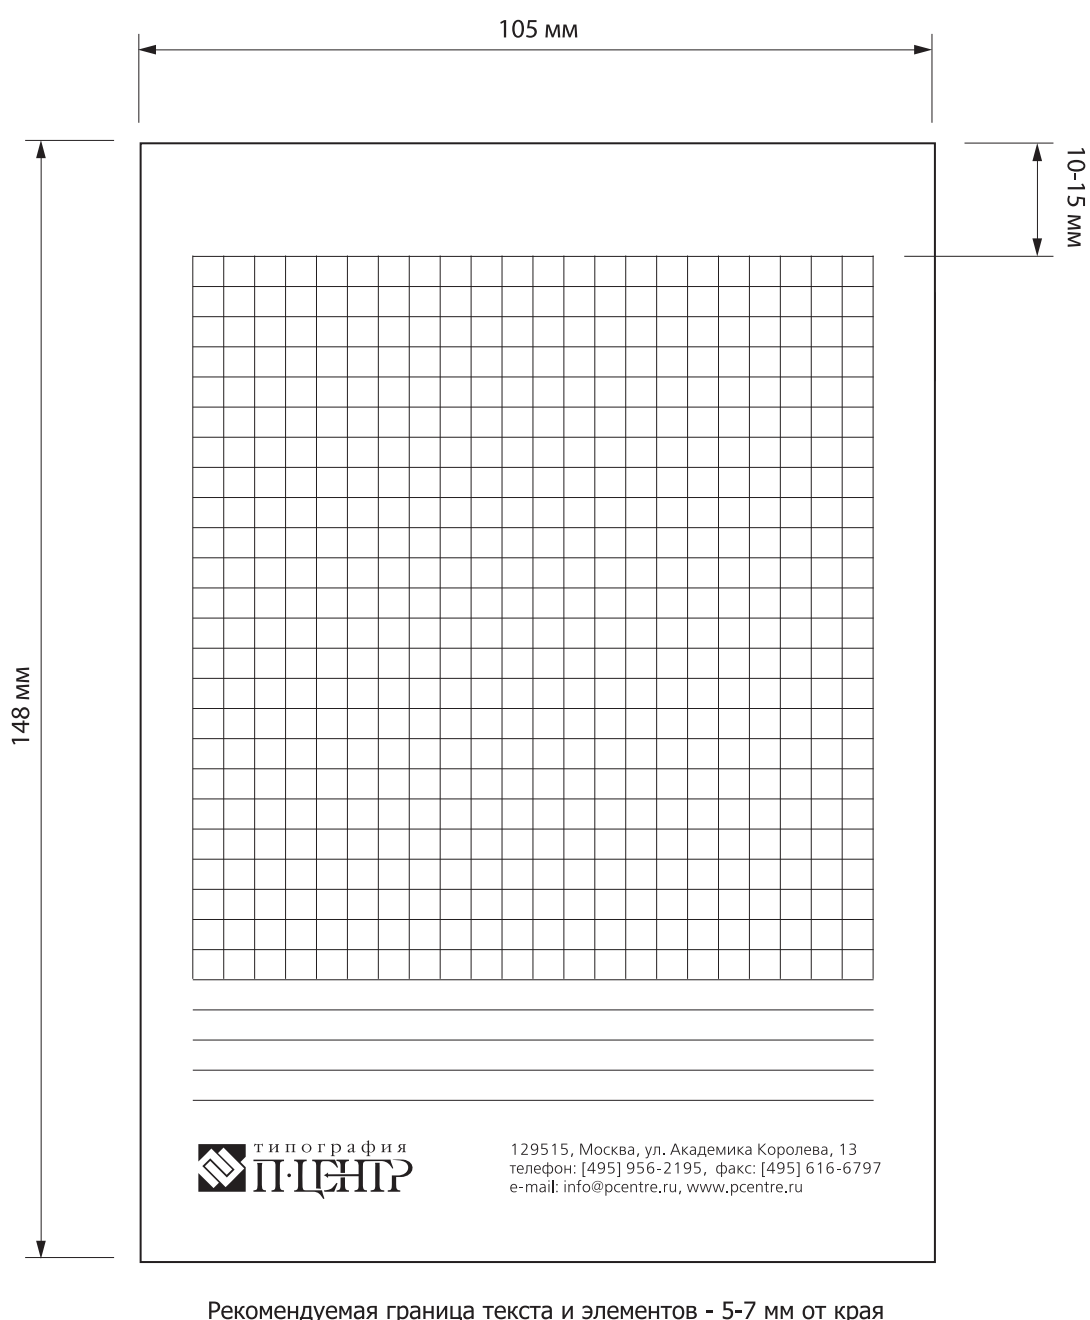 105 мм
10-15 мм
148 мм
типография
П·ЦЕНТР
129515, Москва, ул. Академика Королева, 13
телефон: [495] 956-2195, факс: [495] 616-6797
e-mail: info@pcentre.ru, www.pcentre.ru
Рекомендуемая граница текста и элементов - 5-7 мм от края